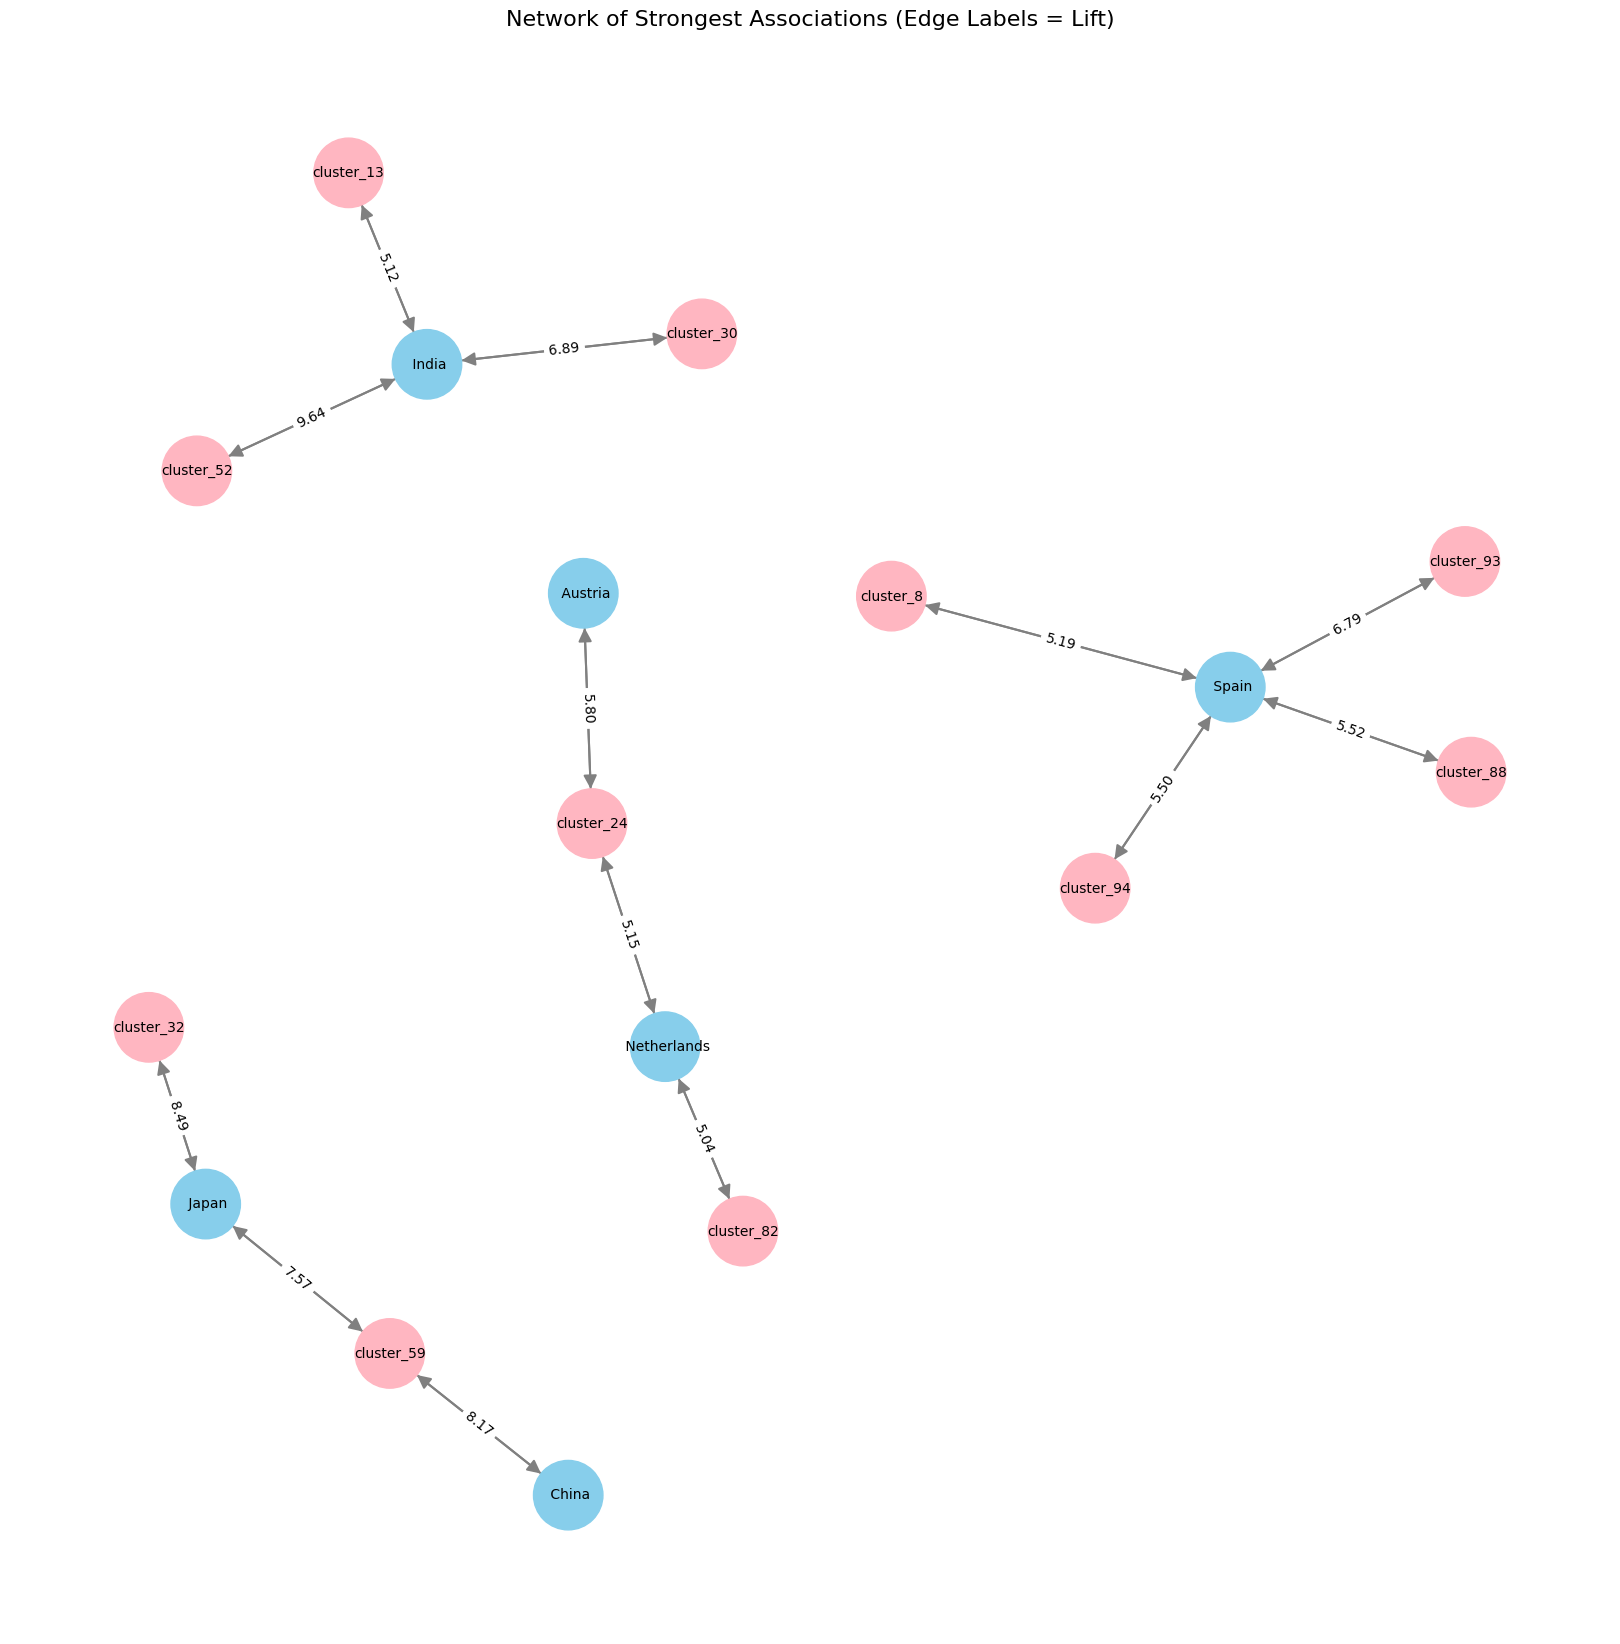 Network of Strongest Associations (Edge Labels = Lift)
cluster_13
5.12
cluster_30
6.89
India
9.64
cluster_52
cluster_93
Austria
cluster_8
6.79
5.19
Spain
5.80
5.52
cluster_88
5.50
cluster_24
cluster_94
5.15
cluster_32
Netherlands
8.49
5.04
Japan
cluster_82
7.57
cluster_59
8.17
China